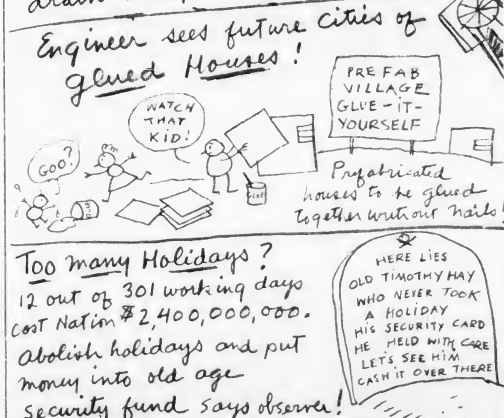 Engineer sees future cities of
glued Houses!
WATCH
THAT
KID!
GOO?
GLUE
PRE FAB
VILLAGE
GLUE-IT-
YOURSELF
Prefabricated
houses to be glued
together without nails!
Too many Holidays?
12 out of 301 working days
cost Nation $2,400,000,000.
Abolish holidays and put
money into old age
security fund says observer!
HERE LIES
OLD TIMOTHY HAY
WHO NEVER TOOK
A HOLIDAY
HIS SECURITY CARD
HE HELD WITH CARE
LET'S SEE HIM
CASH IT OVER THERE